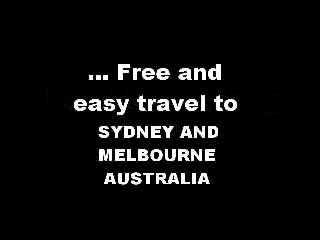 ... Free and
easy travel to
SYDNEY AND
MELBOURNE
AUSTRALIA